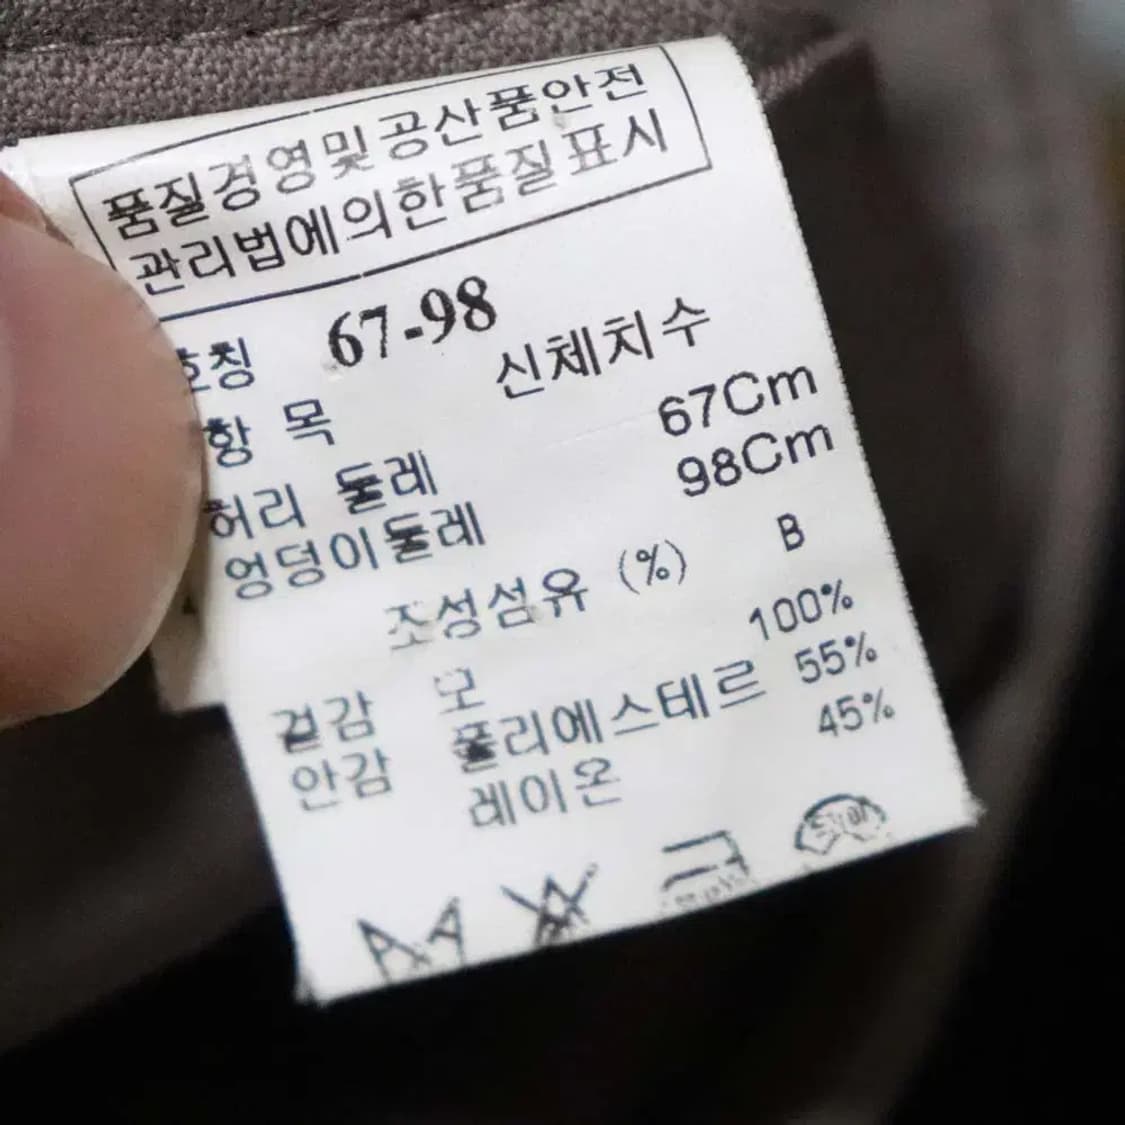 품질경영및공산품안전
관리법에의한품질표시
호칭 67-98
항 목 신체치수
허리 둘레 67Cm
엉덩이둘레 98Cm
조성섬유 (%) B
겉감 모 100%
안감 폴리에스테르 55%
레이온 45%